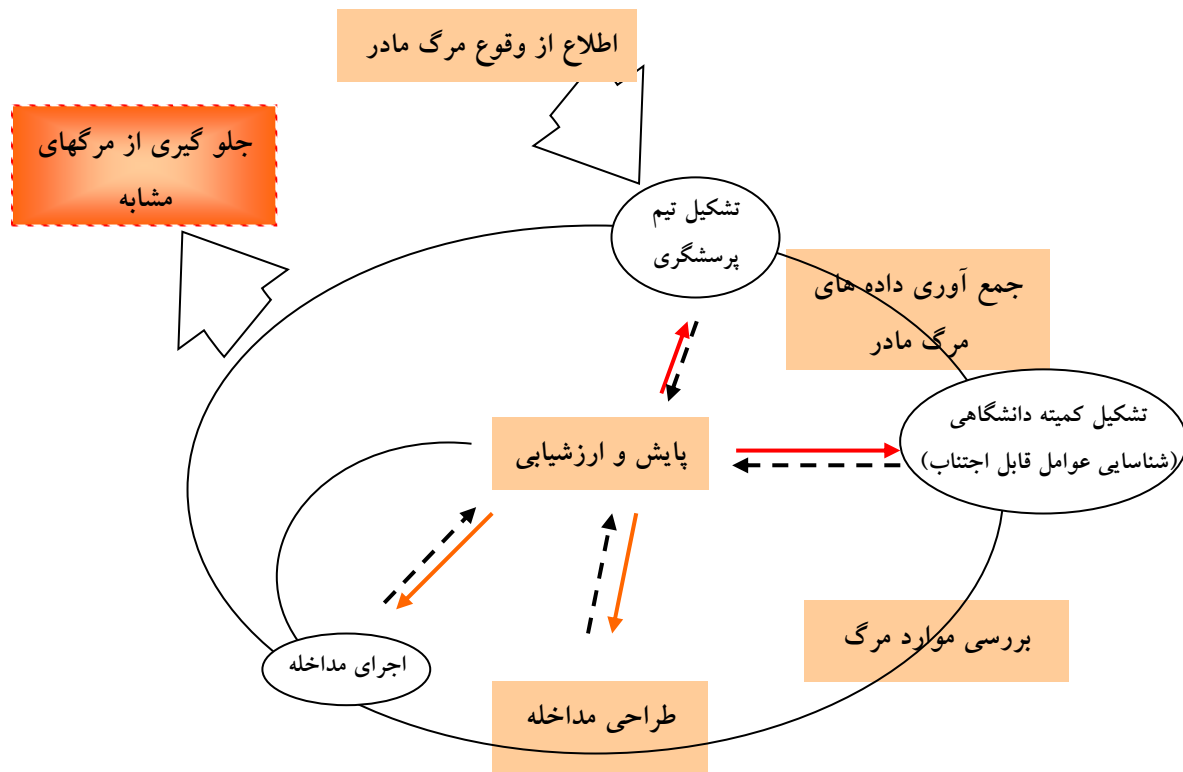 اطلاع از وقوع مرگ مادر
جلو گیری از مرگهای
مشابه
تشکیل تیم
پرسشگری
جمع آوری داده های
مرگ مادر
تشکیل کمیته دانشگاهی
(شناسایی عوامل قابل اجتناب)
پایش و ارزشیابی
بررسی موارد مرگ
اجرای مداخله
طراحی مداخله